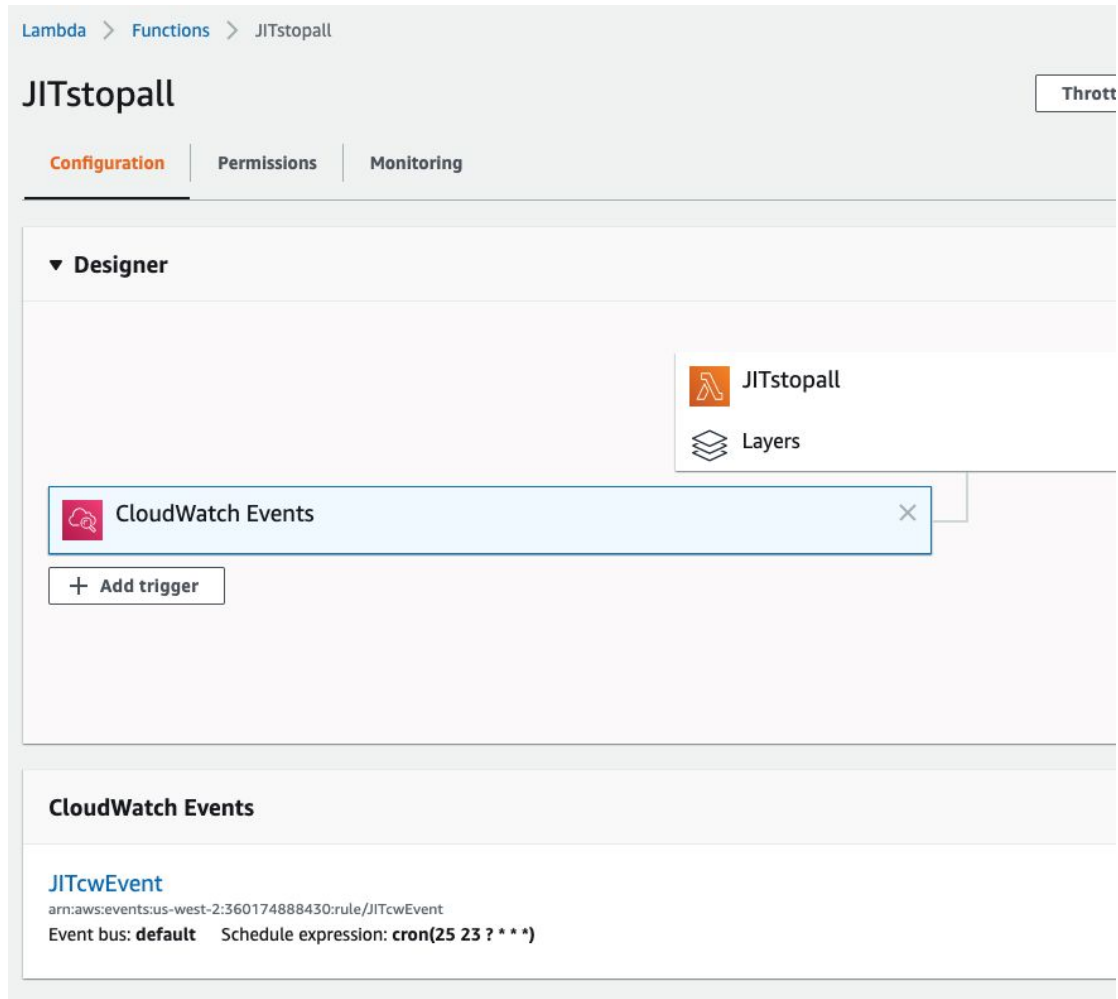 Lambda > Functions > JITstopall
JITstopall
Thrott
Configuration Permissions Monitoring
▼ Designer
JITstopall
Layers
CloudWatch Events ×
+ Add trigger
CloudWatch Events
JITcwEvent
arn:aws:events:us-west-2:360174888430:rule/JITcwEvent
Event bus: default Schedule expression: cron(25 23 ? * * *)